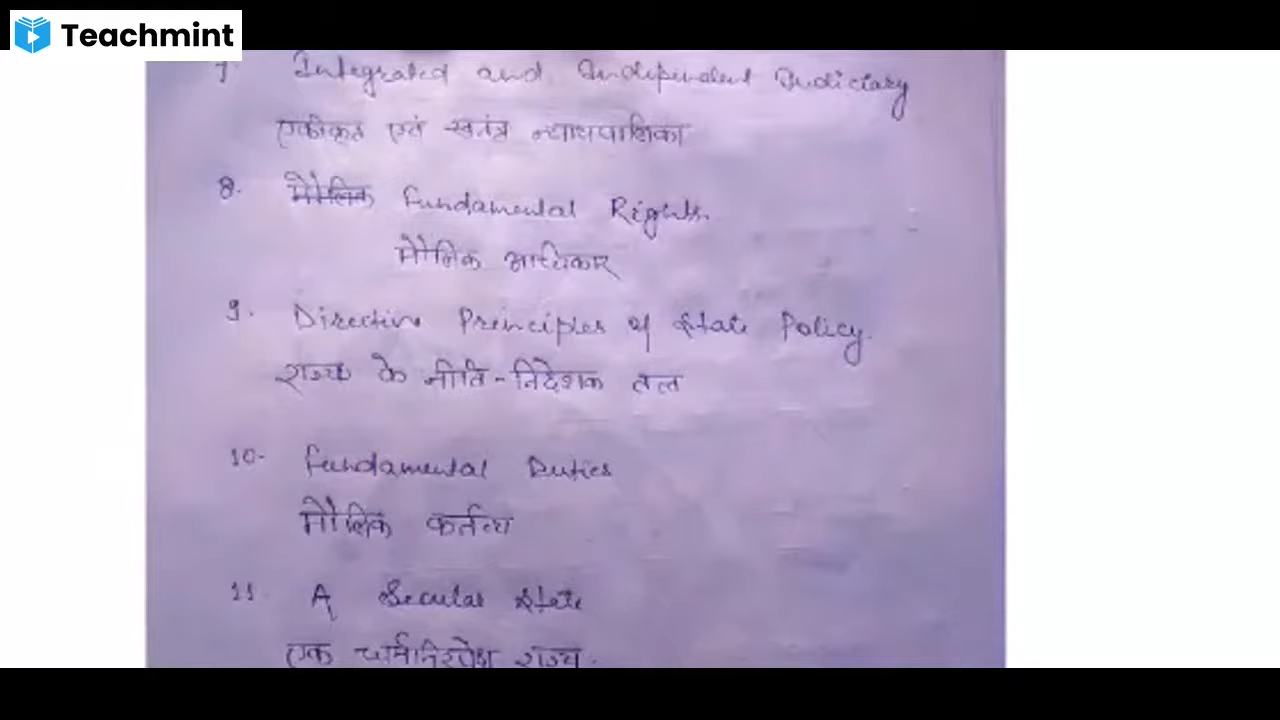 Teachmint
7. Integrated and Independent Judiciary
एकीकृत एवं स्वतंत्र न्यायपालिका
8. मौलिक Fundamental Rights.
मौलिक अधिकार
9. Directive Principles of State Policy.
राज्य के नीति-निदेशक तत्व
10. Fundamental Duties
मौलिक कर्तव्य
11. A Secular State
एक धर्मनिरपेक्ष राज्य.